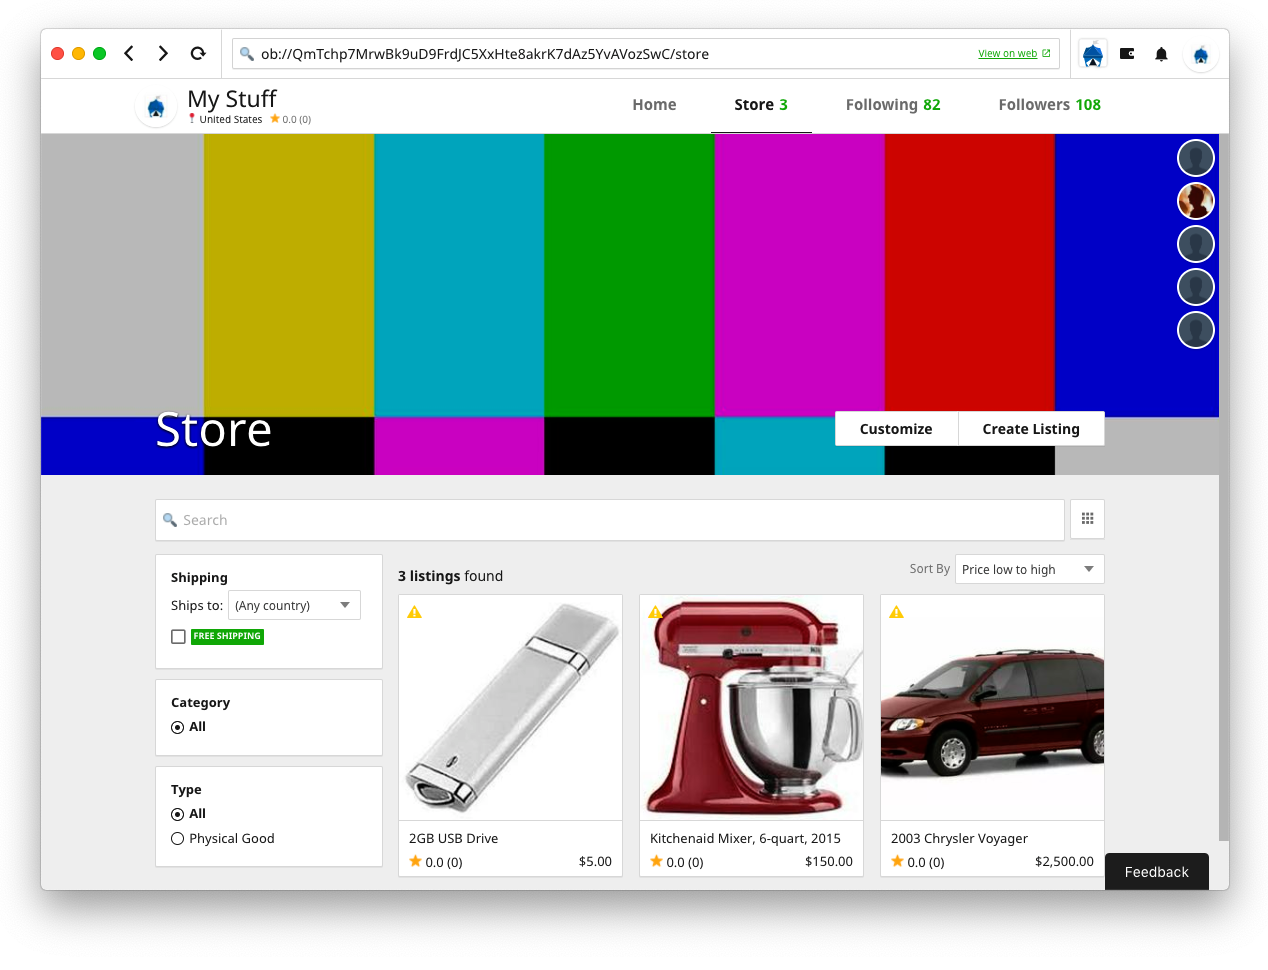 ob://QmTchp7MrwBk9uD9FrdJC5XxHte8akrK7dAz5YvAVozSwC/store
View on web
My Stuff
United States 0.0 (0)
Home
Store 3
Following 82
Followers 108
Store
Customize
Create Listing
Search
Shipping
Ships to: (Any country)
FREE SHIPPING
Category
All
Type
All
Physical Good
3 listings found
Sort By Price low to high
2GB USB Drive
0.0 (0) $5.00
Kitchenaid Mixer, 6-quart, 2015
0.0 (0) $150.00
2003 Chrysler Voyager
0.0 (0) $2,500.00
Feedback